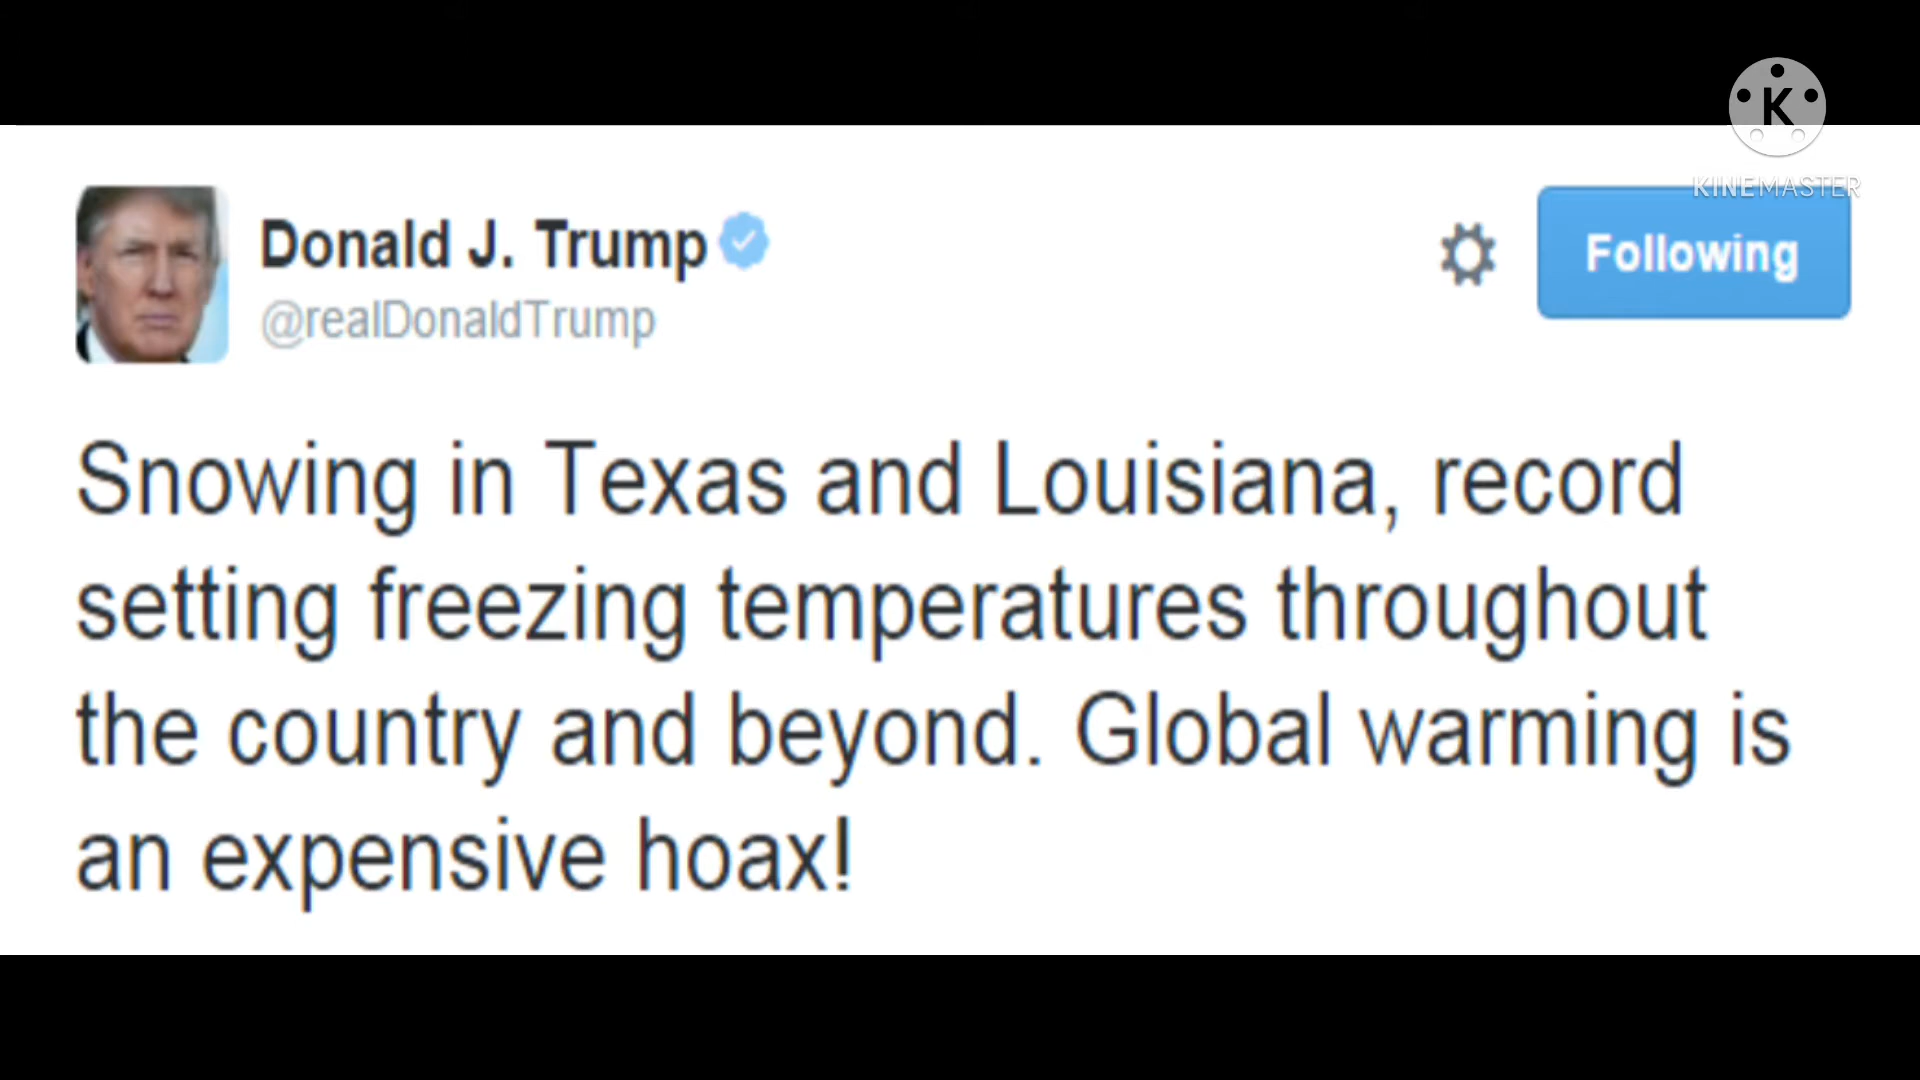 K
KINEMASTER
Donald J. Trump
@realDonaldTrump
Following
Snowing in Texas and Louisiana, record
setting freezing temperatures throughout
the country and beyond. Global warming is
an expensive hoax!